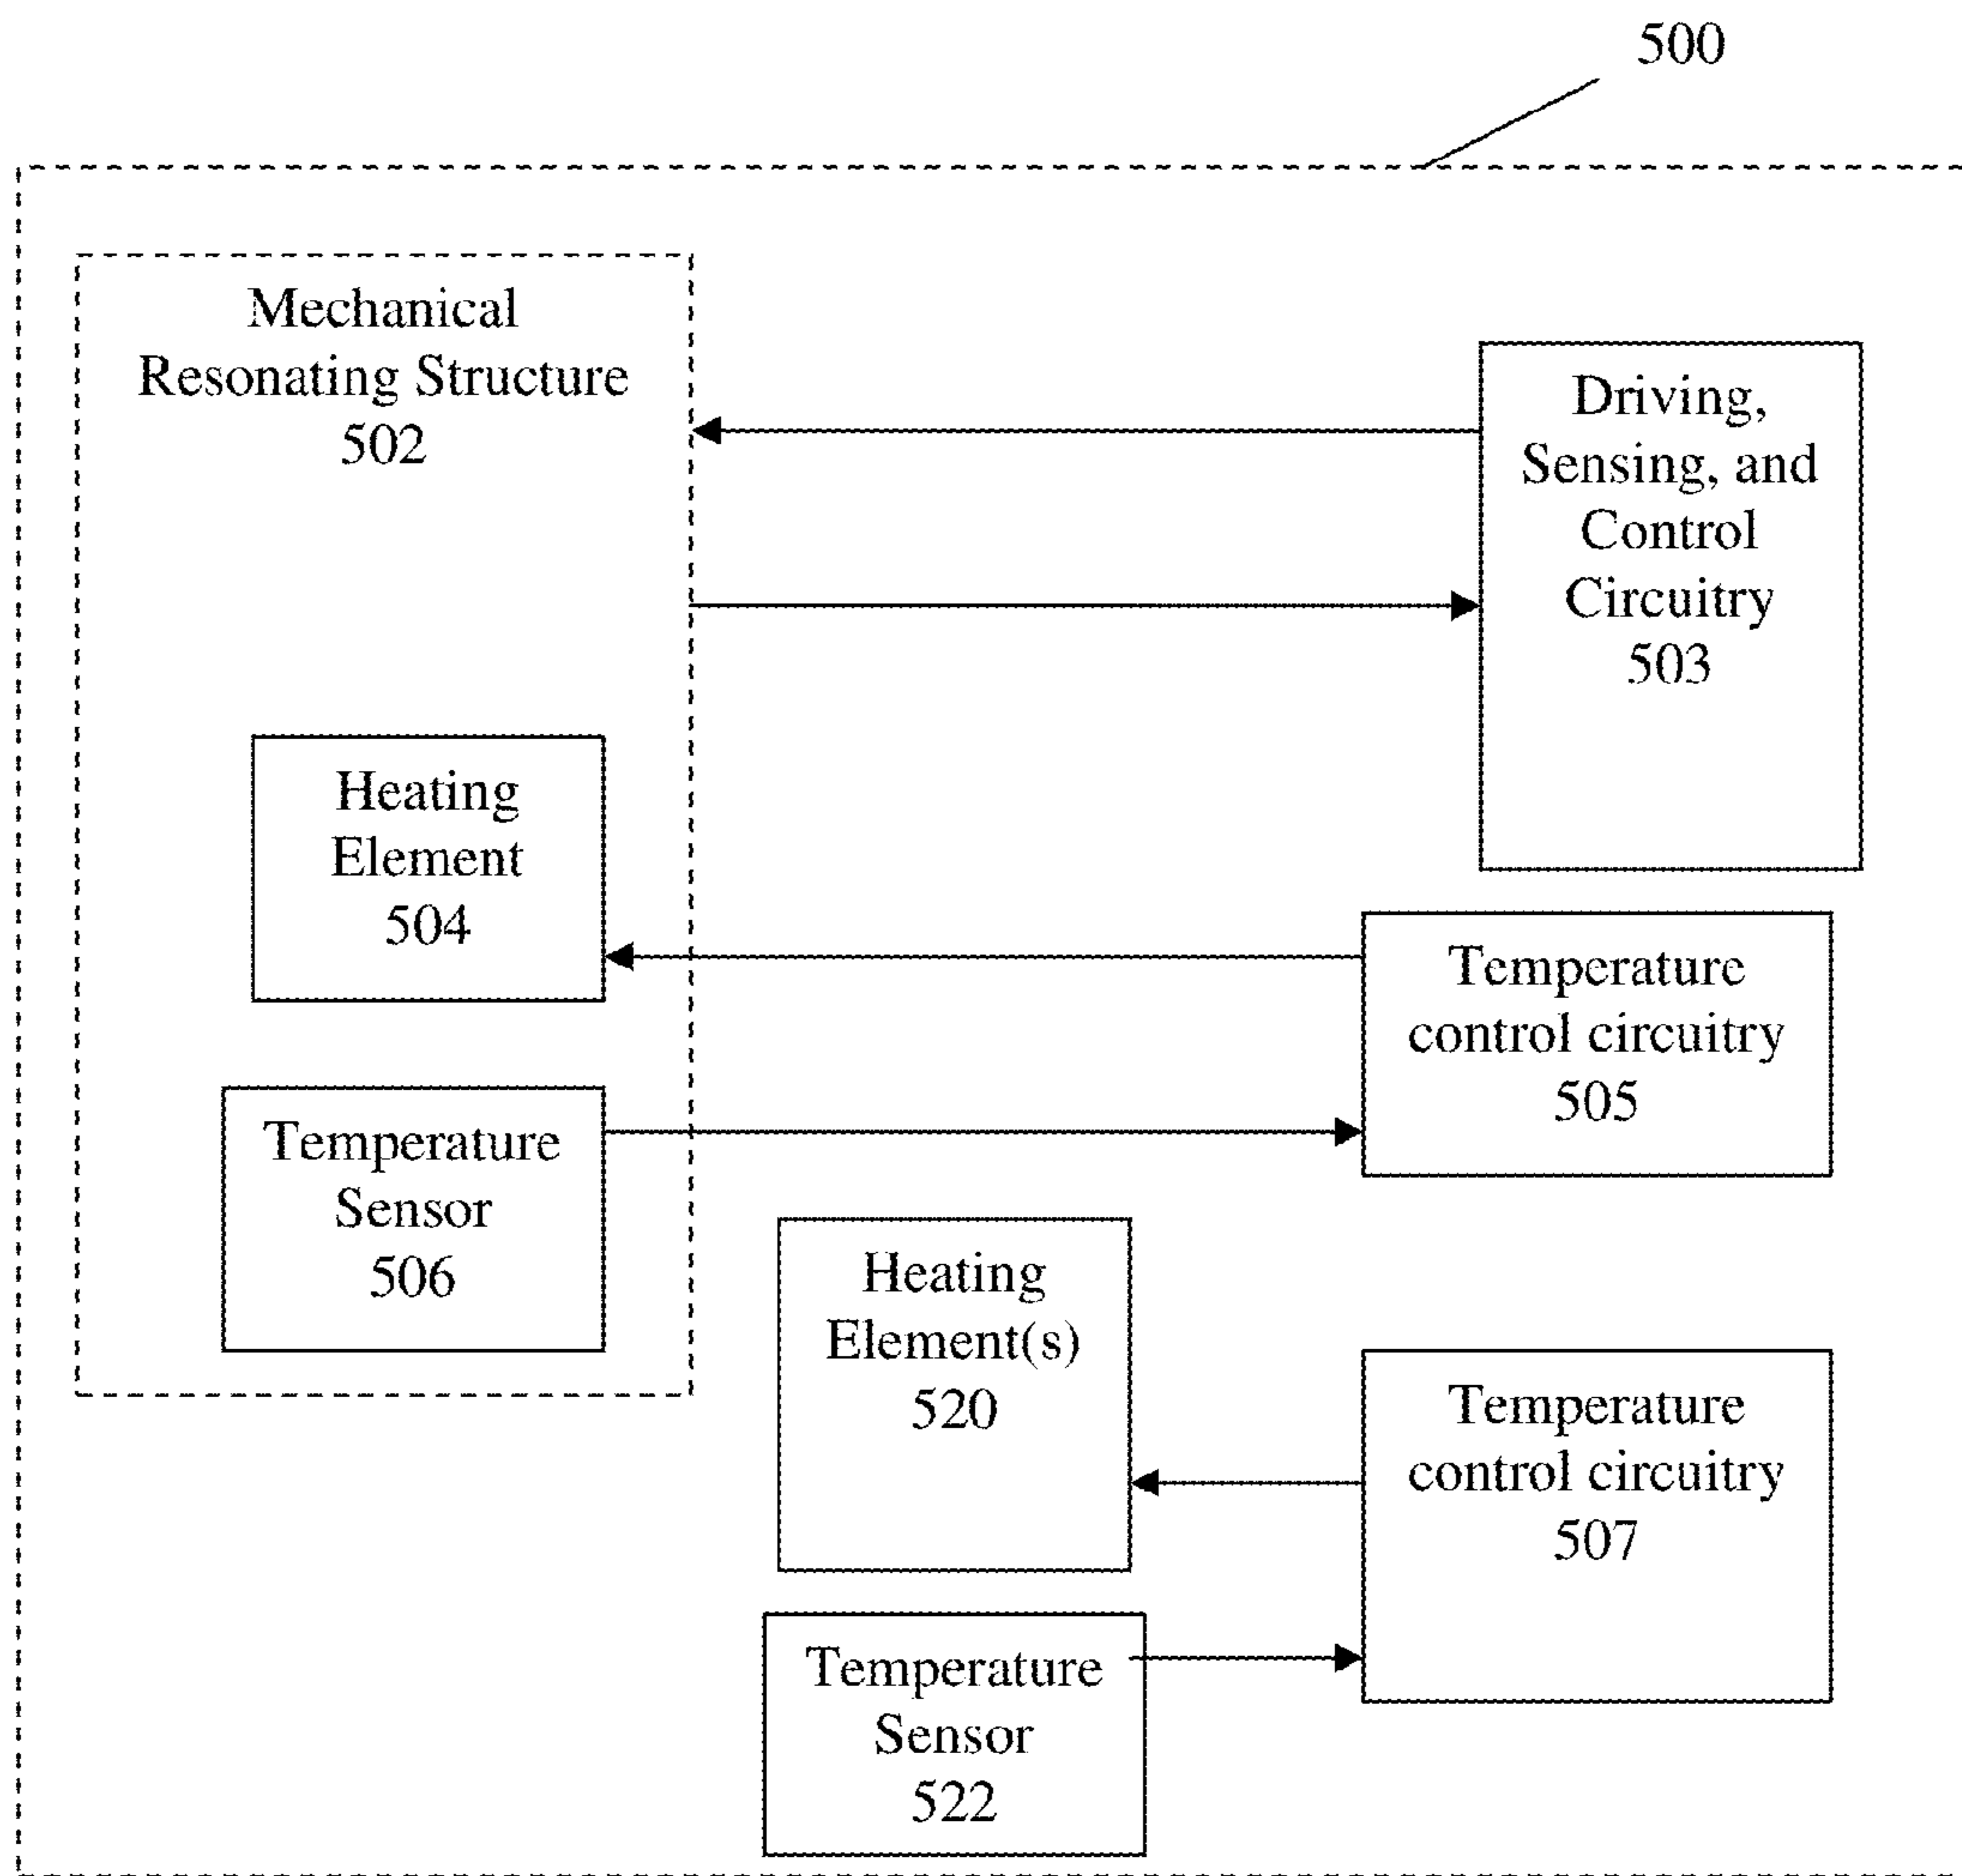 500
Mechanical
Resonating Structure
502
Driving,
Sensing, and
Control
Circuitry
503
Heating
Element
504
Temperature
control circuitry
505
Temperature
Sensor
506
Heating
Element(s)
520
Temperature
control circuitry
507
Temperature
Sensor
522